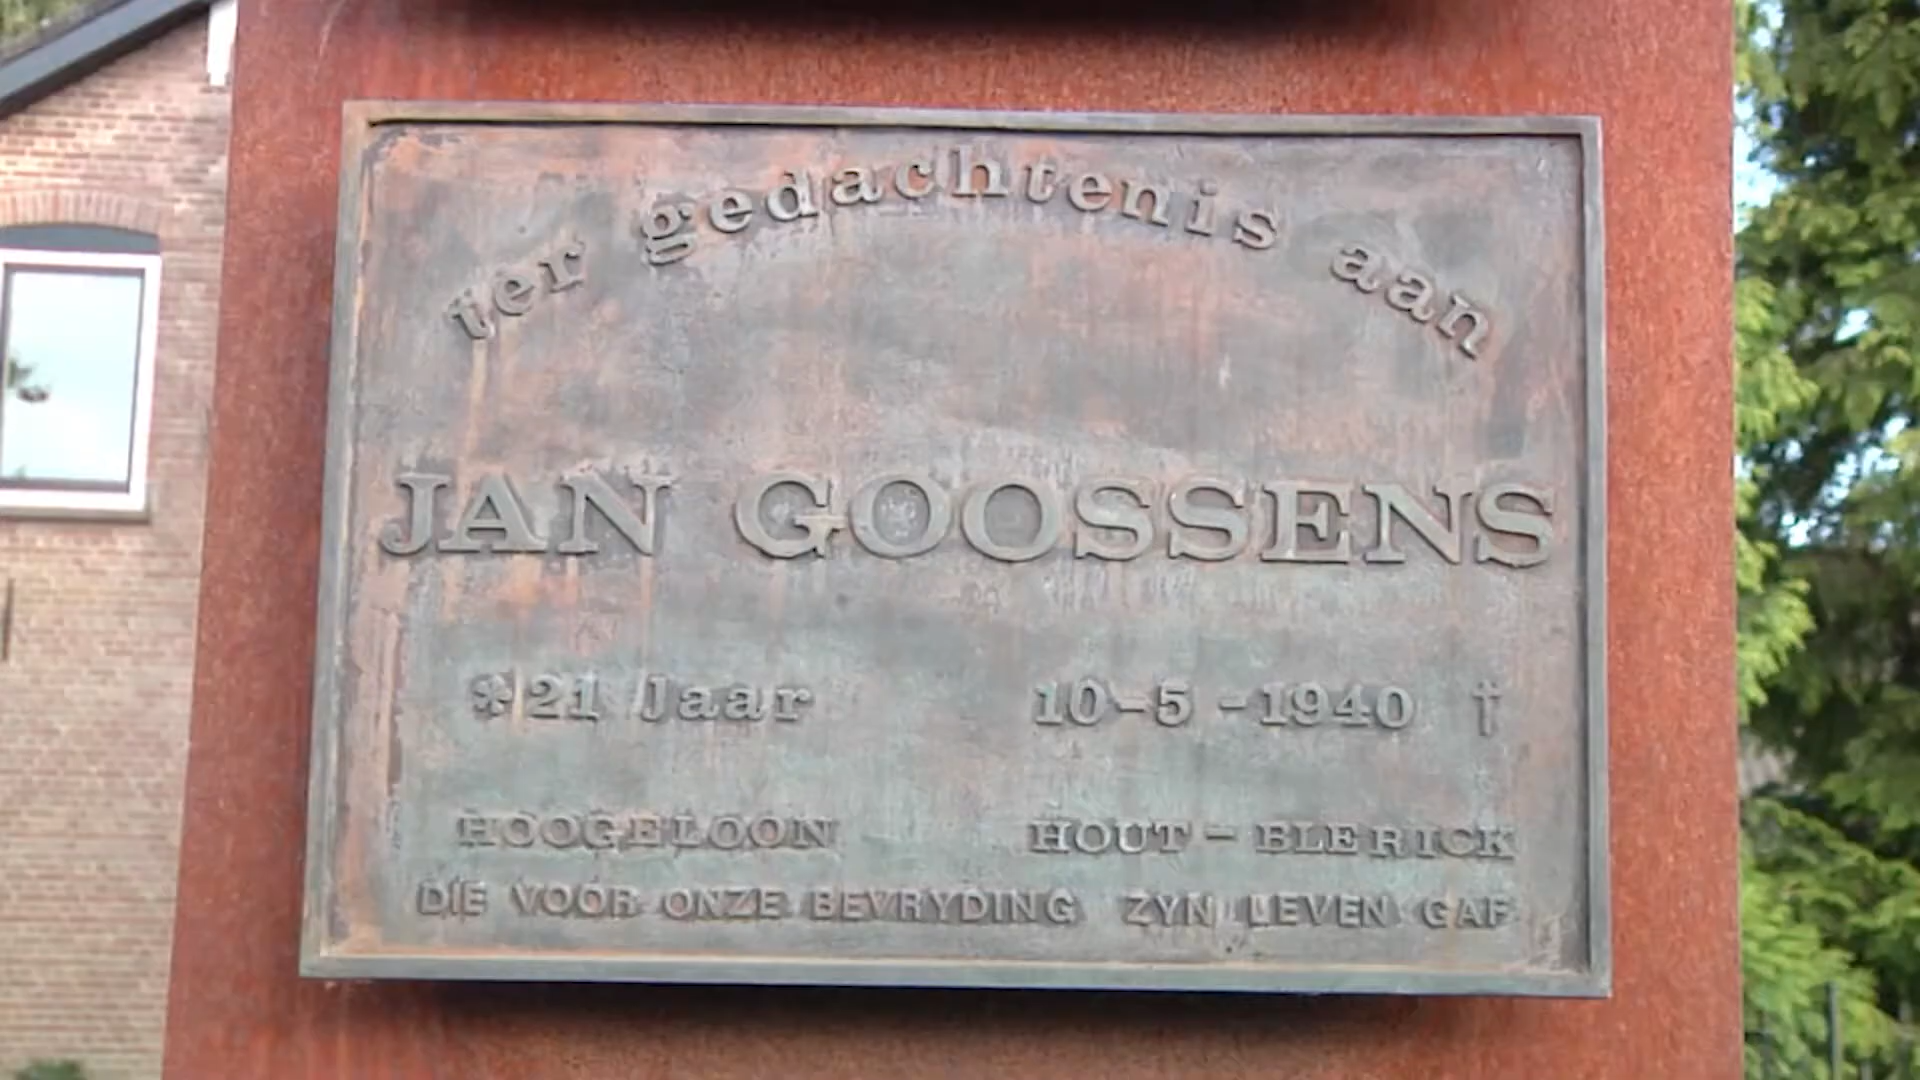 ter gedachtenis aan
JAN GOOSSENS
*21 Jaar 10-5-1940 †
HOOGELOON HOUT-BLERICK
DIE VOOR ONZE BEVRYDING ZYN LEVEN GAF